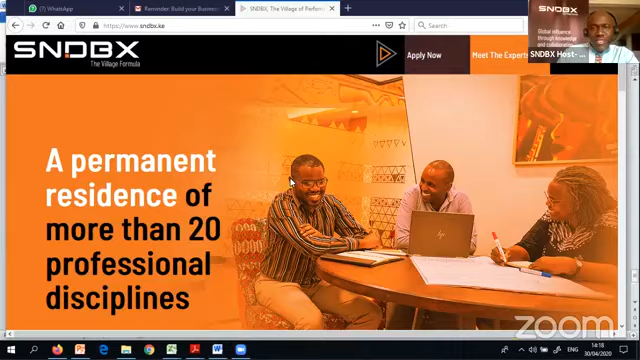 WhatsApp
Reminder: Build your Business
SNDBX, The Village of Perform
https://www.sndbx.ke
Search
SNDBX
The Village Formula
Apply Now
Meet The Experts
SNDBX
Global influence
through knowledge
and collaboration
SNDBX Host-
A permanent
residence of
more than 20
professional
disciplines
hp
zoom
ENG
14:18
30/04/2020